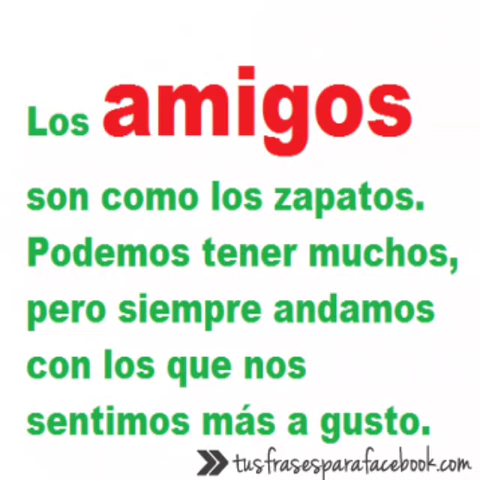 Los amigos
son como los zapatos.
Podemos tener muchos,
pero siempre andamos
con los que nos
sentimos más a gusto.
tusfrasesparafacebook.com